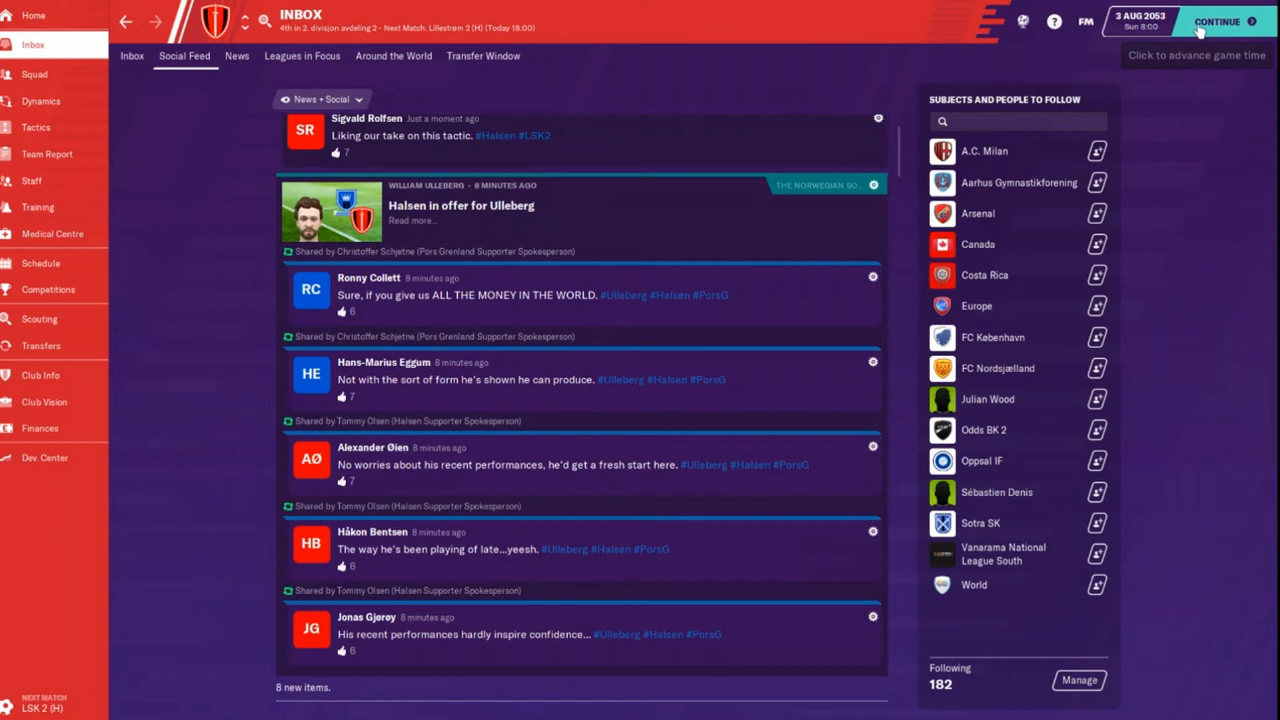 Home
Inbox
Squad
Dynamics
Tactics
Team Report
Staff
Training
Medical Centre
Schedule
Competitions
Scouting
Transfers
Club Info
Club Vision
Finances
Dev. Center
NEXT MATCH
LSK 2 (H)
INBOX
4th in 2. divisjon avdeling 2 - Next Match: Lillestrøm 2 (H) (Today 18:00)
?
FM
3 AUG 2053
Sun 8:00
CONTINUE
Click to advance game time
Inbox
Social Feed
News
Leagues in Focus
Around the World
Transfer Window
News + Social
SR
Sigvald Rolfsen Just a moment ago
Liking our take on this tactic. #Halsen #LSK2
7
WILLIAM ULLEBERG - 8 MINUTES AGO
THE NORWEGIAN SO...
Halsen in offer for Ulleberg
Read more...
Shared by Christoffer Schjetne (Pors Grenland Supporter Spokesperson)
RC
Ronny Collett 8 minutes ago
Sure, if you give us ALL THE MONEY IN THE WORLD. #Ulleberg #Halsen #PorsG
6
Shared by Christoffer Schjetne (Pors Grenland Supporter Spokesperson)
HE
Hans-Marius Eggum 8 minutes ago
Not with the sort of form he's shown he can produce. #Ulleberg #Halsen #PorsG
7
Shared by Tommy Olsen (Halsen Supporter Spokesperson)
AØ
Alexander Øien 8 minutes ago
No worries about his recent performances, he'd get a fresh start here. #Ulleberg #Halsen #PorsG
7
Shared by Tommy Olsen (Halsen Supporter Spokesperson)
HB
Håkon Bentsen 8 minutes ago
The way he's been playing of late...yeesh. #Ulleberg #Halsen #PorsG
6
Shared by Tommy Olsen (Halsen Supporter Spokesperson)
JG
Jonas Gjørøy 8 minutes ago
His recent performances hardly inspire confidence... #Ulleberg #Halsen #PorsG
6
8 new items.
SUBJECTS AND PEOPLE TO FOLLOW
A.C. Milan
Aarhus Gymnastikforening
Arsenal
Canada
Costa Rica
Europe
FC København
FC Nordsjælland
Julian Wood
Odds BK 2
Oppsal IF
Sébastien Denis
Sotra SK
Vanarama National
League South
World
Following
182
Manage